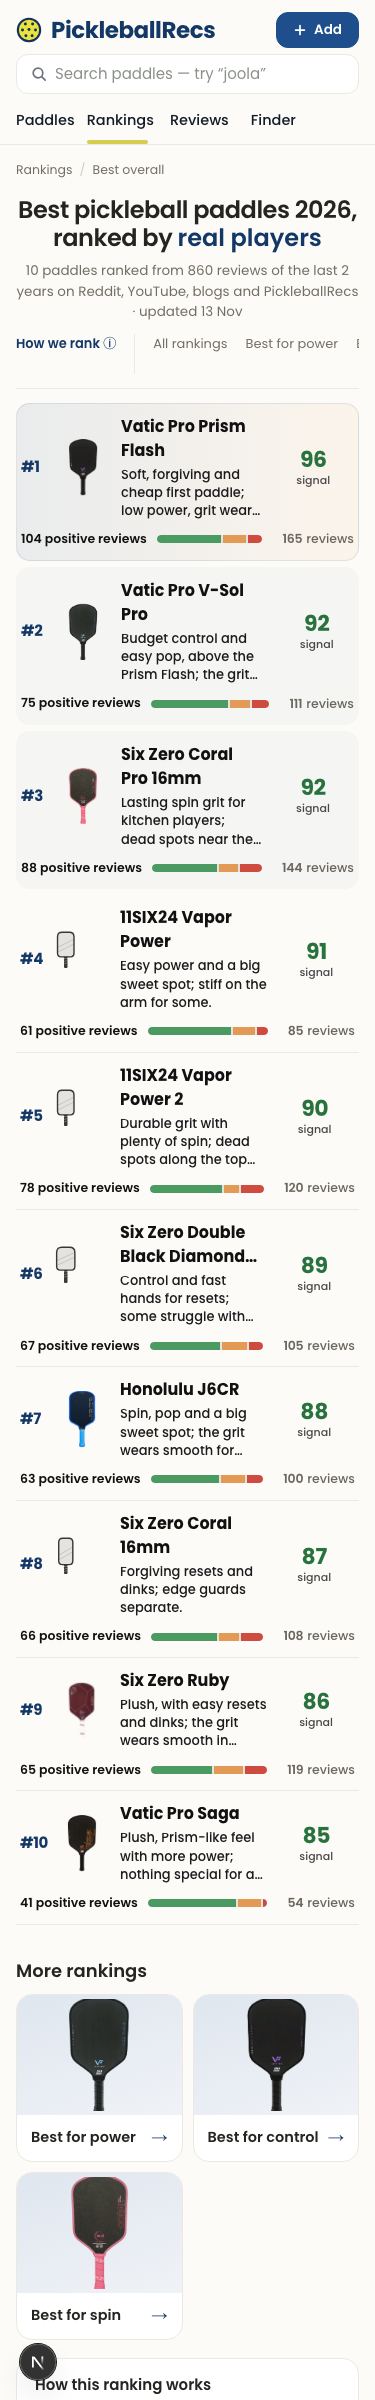 PickleballRecs
+ Add
Search paddles — try “joola”
Paddles Rankings Reviews Finder
Rankings / Best overall
Best pickleball paddles 2026,
ranked by real players
10 paddles ranked from 860 reviews of the last 2
years on Reddit, YouTube, blogs and PickleballRecs
· updated 13 Nov
How we rank ⓘ All rankings Best for power
#1
Vatic Pro Prism
Flash
Soft, forgiving and
cheap first paddle;
low power, grit wear…
96
signal
104 positive reviews 165 reviews
#2
Vatic Pro V-Sol
Pro
Budget control and
easy pop, above the
Prism Flash; the grit…
92
signal
75 positive reviews 111 reviews
#3
Six Zero Coral
Pro 16mm
Lasting spin grit for
kitchen players;
dead spots near the…
92
signal
88 positive reviews 144 reviews
#4
11SIX24 Vapor
Power
Easy power and a big
sweet spot; stiff on the
arm for some.
91
signal
61 positive reviews 85 reviews
#5
11SIX24 Vapor
Power 2
Durable grit with
plenty of spin; dead
spots along the top…
90
signal
78 positive reviews 120 reviews
#6
Six Zero Double
Black Diamond…
Control and fast
hands for resets;
some struggle with…
89
signal
67 positive reviews 105 reviews
#7
Honolulu J6CR
Spin, pop and a big
sweet spot; the grit
wears smooth for…
88
signal
63 positive reviews 100 reviews
#8
Six Zero Coral
16mm
Forgiving resets and
dinks; edge guards
separate.
87
signal
66 positive reviews 108 reviews
#9
Six Zero Ruby
Plush, with easy resets
and dinks; the grit
wears smooth in…
86
signal
65 positive reviews 119 reviews
#10
Vatic Pro Saga
Plush, Prism-like feel
with more power;
nothing special for a…
85
signal
41 positive reviews 54 reviews
More rankings
Best for power →
Best for control →
Best for spin →
N
How this ranking works